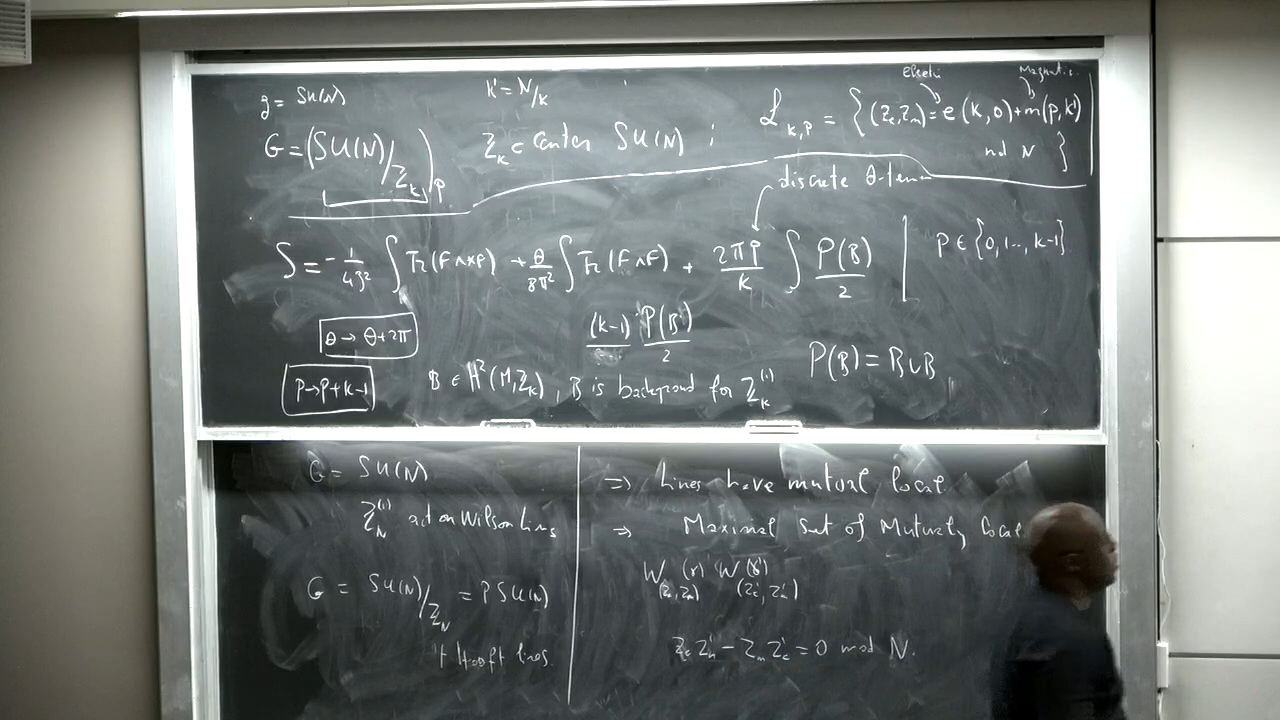 g = SU(N)
k' = N/k
Electri
Magnetic
G = (SU(N)/Z_k)_p
Z_k ⊂ center SU(N) ;
L_{k,p} = { (Z_e, Z_m) = e (k, 0) + m (p, k')
mod N }
discrete θ-term
S = -1/4g² ∫ Tr (F∧*F) + θ/8π² ∫ Tr (F∧F) + 2πp/k ∫ P(B)/2
P ∈ {0, 1 .., k-1}
θ → θ+2π
(k-1) P(B)/2
P → P + k-1
B ∈ H²(M, Z_k) , B is background for Z_k^{(1)}
P(B) = B∪B
G = SU(N)
Z_N^{(1)} act on Wilson lines
G = SU(N)/Z_N = PSU(N)
't Hooft lines.
⇒ Lines have mutual local
⇒ Maximal Set of Mutually local
W_{(Z_e, Z_m)}(γ) W_{(Z_e', Z_m')}(γ')
Z_e Z_m' - Z_m Z_e' = 0 mod N.